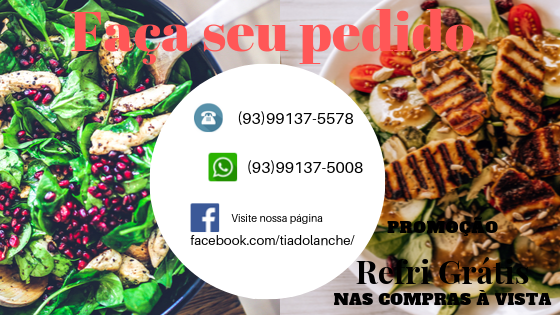 Faça seu pedido
(93)99137-5578
(93)99137-5008
Visite nossa página
facebook.com/tiadolanche/
PROMOÇÃO
Refri Grátis
NAS COMPRAS À VISTA